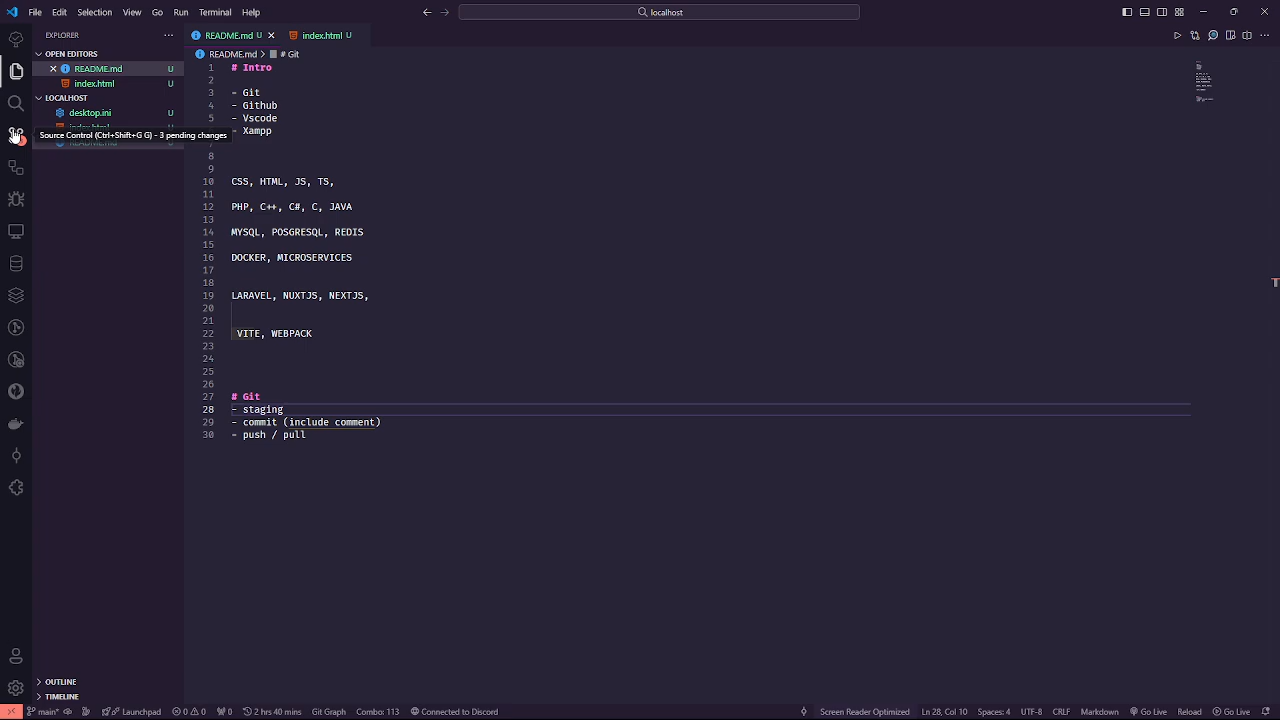 File Edit Selection View Go Run Terminal Help
localhost
EXPLORER
README.md U
index.html U
OPEN EDITORS
README.md > # Git
README.md U
index.html U
LOCALHOST
desktop.ini U
index.html U
Source Control (Ctrl+Shift+G G) - 3 pending changes
README.md U
1 # Intro
2
3 - Git
4 - Github
5 - Vscode
- Xampp
7
8
9
10 CSS, HTML, JS, TS,
11
12 PHP, C++, C#, C, JAVA
13
14 MYSQL, POSGRESQL, REDIS
15
16 DOCKER, MICROSERVICES
17
18
19 LARAVEL, NUXTJS, NEXTJS,
20
21
22 VITE, WEBPACK
23
24
25
26
27 # Git
28 - staging
29 - commit (include comment)
30 - push / pull
OUTLINE
TIMELINE
main* Launchpad 0 0 0 2 hrs 40 mins Git Graph Combo: 113 Connected to Discord Screen Reader Optimized Ln 28, Col 10 Spaces: 4 UTF-8 CRLF Markdown Go Live Reload Go Live